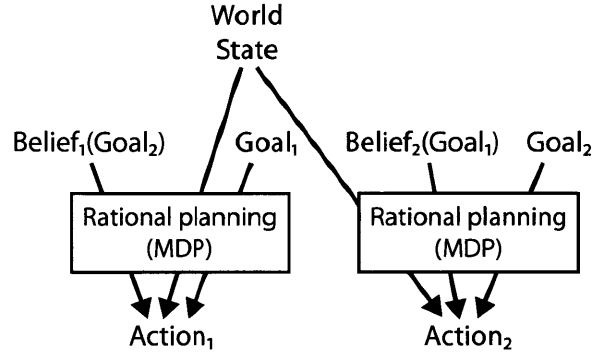 World
State
Belief₁(Goal₂)
Goal₁
Belief₂(Goal₁)
Goal₂
Rational planning
(MDP)
Rational planning
(MDP)
Action₁
Action₂